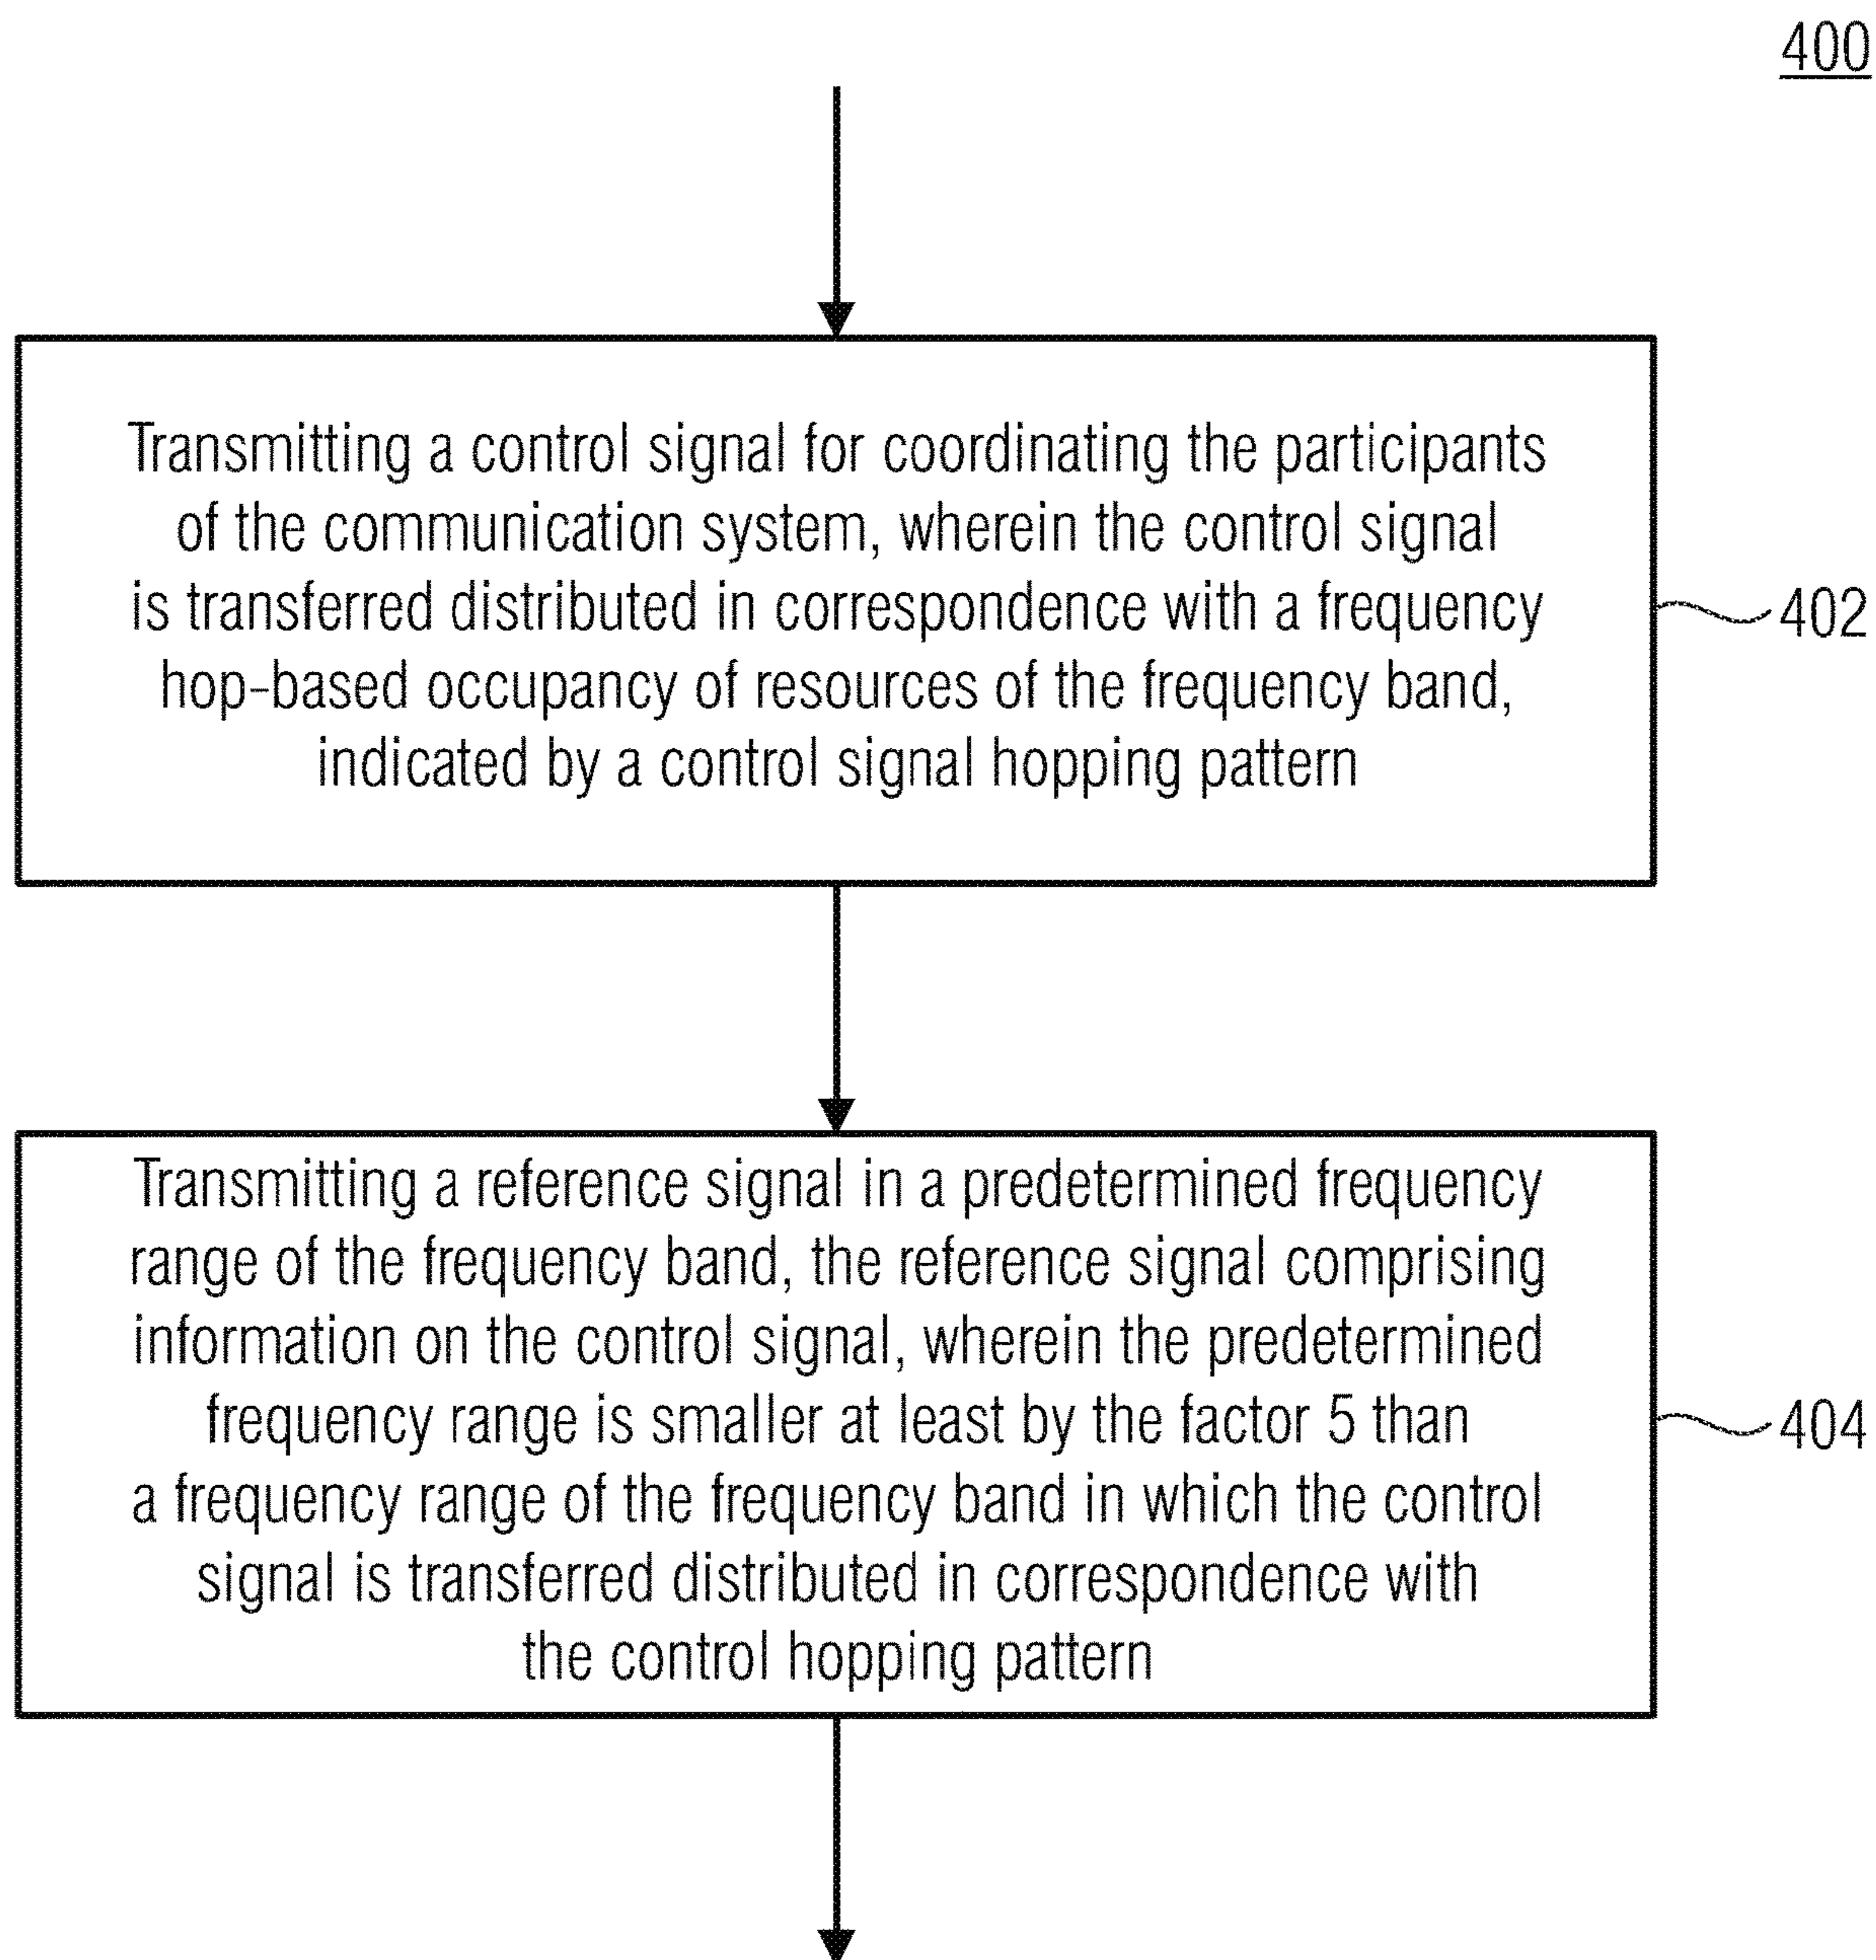 400
Transmitting a control signal for coordinating the participants
of the communication system, wherein the control signal
is transferred distributed in correspondence with a frequency
hop-based occupancy of resources of the frequency band,
indicated by a control signal hopping pattern
402
Transmitting a reference signal in a predetermined frequency
range of the frequency band, the reference signal comprising
information on the control signal, wherein the predetermined
frequency range is smaller at least by the factor 5 than
a frequency range of the frequency band in which the control
signal is transferred distributed in correspondence with
the control hopping pattern
404